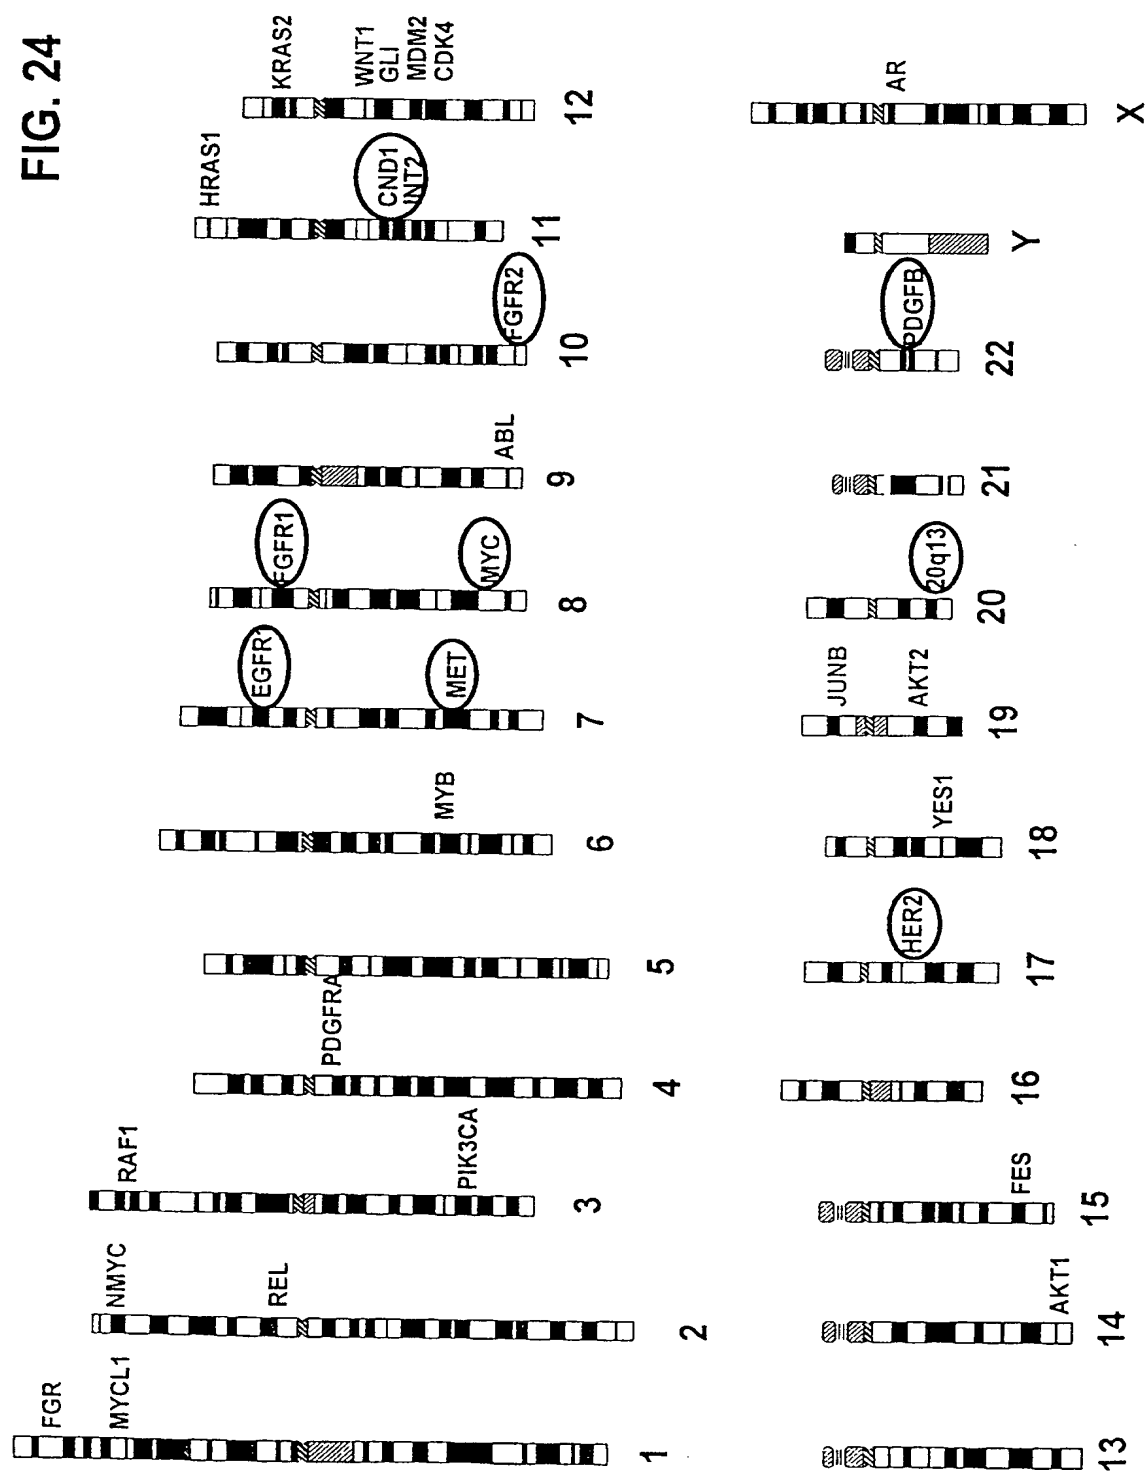 FIG. 24
FGR
MYCL1
1
NMYC
REL
2
RAF1
PIK3CA
3
PDGFRA
4
5
MYB
6
EGFR1
MET
7
FGFR1
MYC
8
ABL
9
FGFR2
10
HRAS1
CND1
INT2
11
KRAS2
WNT1
GLI
MDM2
CDK4
12
13
AKT1
14
FES
15
16
HER2
17
YES1
18
JUNB
AKT2
19
20q13
20
21
PDGFB
22
Y
AR
X